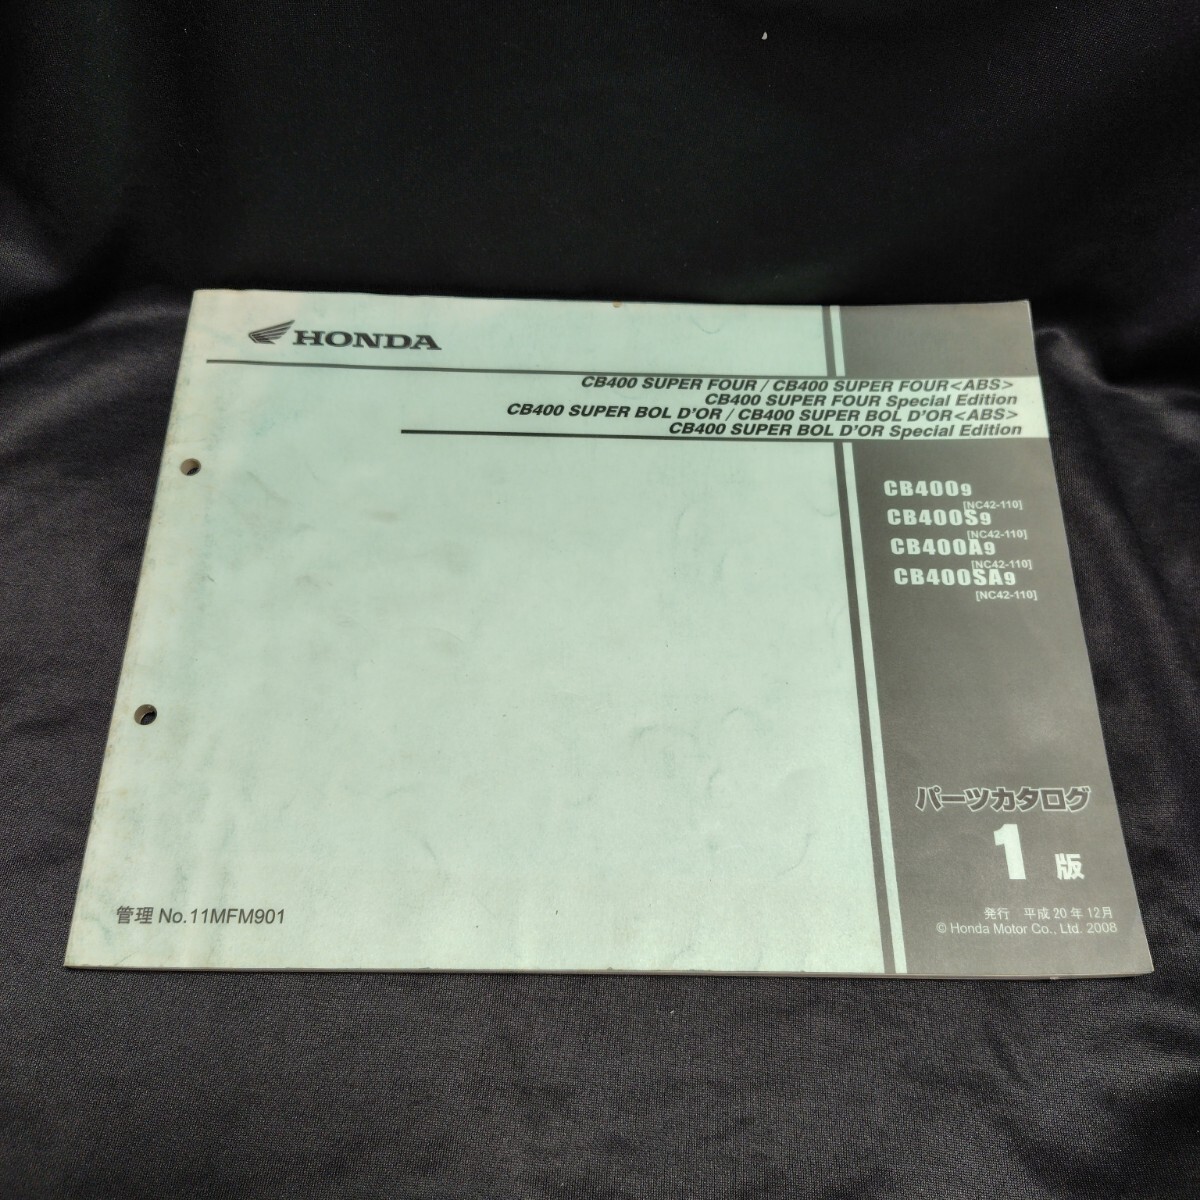 HONDA
CB400 SUPER FOUR / CB400 SUPER FOUR<ABS>
CB400 SUPER FOUR Special Edition
CB400 SUPER BOL D'OR / CB400 SUPER BOL D'OR<ABS>
CB400 SUPER BOL D'OR Special Edition
CB4009
[NC42-110]
CB400S9
[NC42-110]
CB400A9
[NC42-110]
CB400SA9
[NC42-110]
パーツカタログ
1 版
管理 No.11MFM901
発行 平成20年12月
© Honda Motor Co., Ltd. 2008